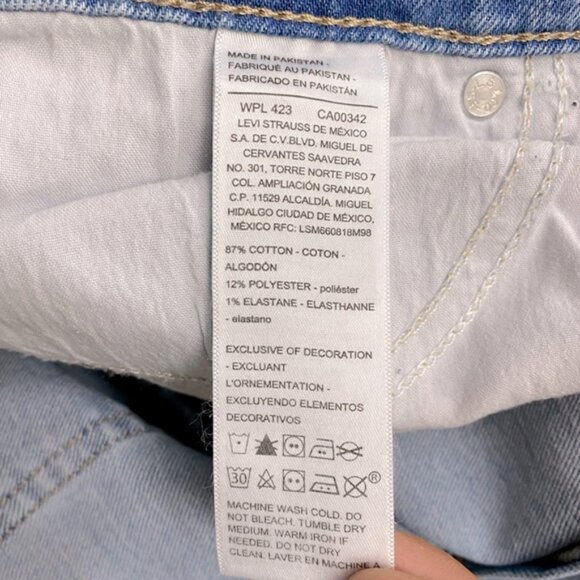 MADE IN PAKISTAN -
FABRIQUÉ AU PAKISTAN -
FABRICADO EN PAKISTÁN
WPL 423 CA00342
LEVI STRAUSS DE MÉXICO
S.A. DE C.V.BLVD. MIGUEL DE
CERVANTES SAAVEDRA
NO. 301, TORRE NORTE PISO 7
COL. AMPLIACIÓN GRANADA
C.P. 11529 ALCALDÍA. MIGUEL
HIDALGO CIUDAD DE MÉXICO,
MÉXICO RFC: LSM660818M98
87% COTTON - COTON -
ALGODÓN
12% POLYESTER - poliéster
1% ELASTANE - ÉLASTHANNE
- elastano
EXCLUSIVE OF DECORATION
- EXCLUANT
L'ORNEMENTATION -
EXCLUYENDO ELEMENTOS
DECORATIVOS
30 ®
MACHINE WASH COLD. DO
NOT BLEACH. TUMBLE DRY
MEDIUM. WARM IRON IF
NEEDED. DO NOT DRY
CLEAN. LAVER EN MACHINE A